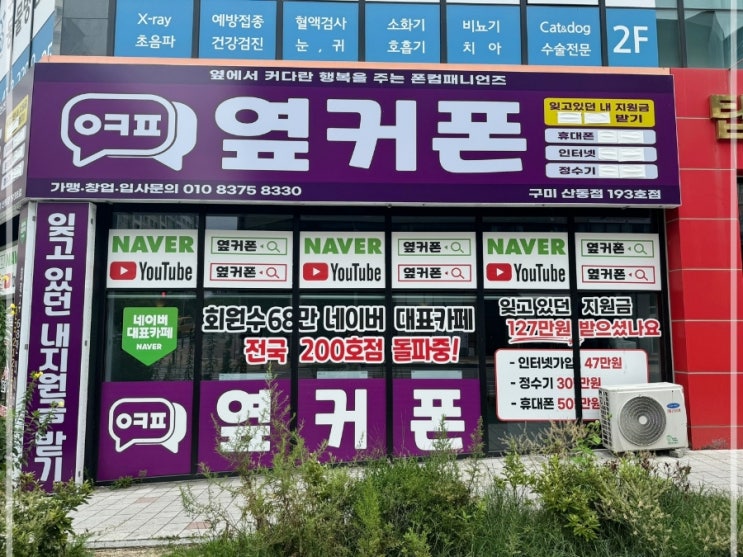 X-ray
초음파
예방접종
건강검진
혈액검사
눈 , 귀
소화기
호흡기
비뇨기
치 아
Cat&dog
수술전문
2F
옆에서 커다란 행복을 주는 폰컴패니언즈
옆커폰
잊고있던 내 지원금
받기
휴대폰
인터넷
정수기
가맹•창업•입사문의 010 8375 8330
구미 산동점 193호점
잊고 있던 내지원금 받기
NAVER
YouTube
옆커폰
옆커폰
NAVER
YouTube
옆커폰
옆커폰
NAVER
YouTube
옆커폰
옆커폰
네이버
대표카페
NAVER
회원수68만 네이버 대표카페
전국 200호점 돌파중!
잊고 있던 지원금
127만원 받으셨나요
- 인터넷가입 47만원
- 정수기 30만원
- 휴대폰 50만원
옆커폰